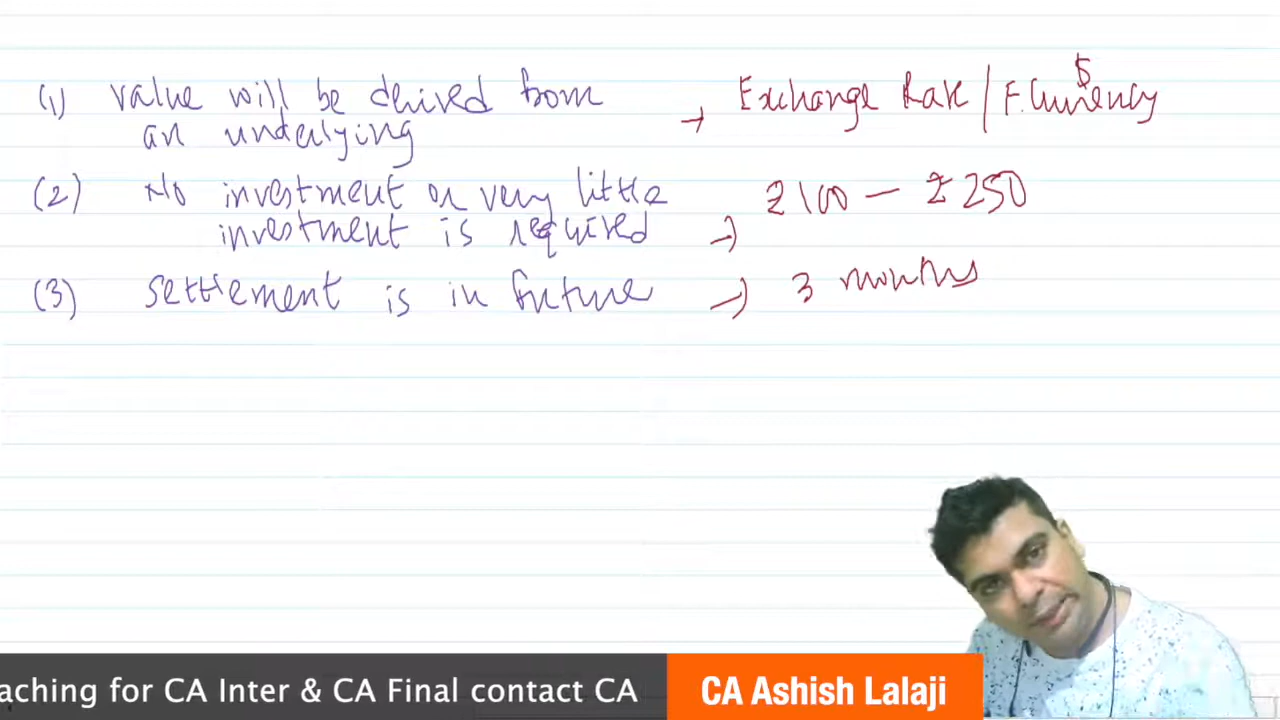 (1) value will be derived from → Exchange Rate / F. Currency
$
an underlying
(2) No investment or very little ₹100 – ₹250
investment is required →
(3) settlement is in future → 3 months
aching for CA Inter & CA Final contact CA
CA Ashish Lalaji